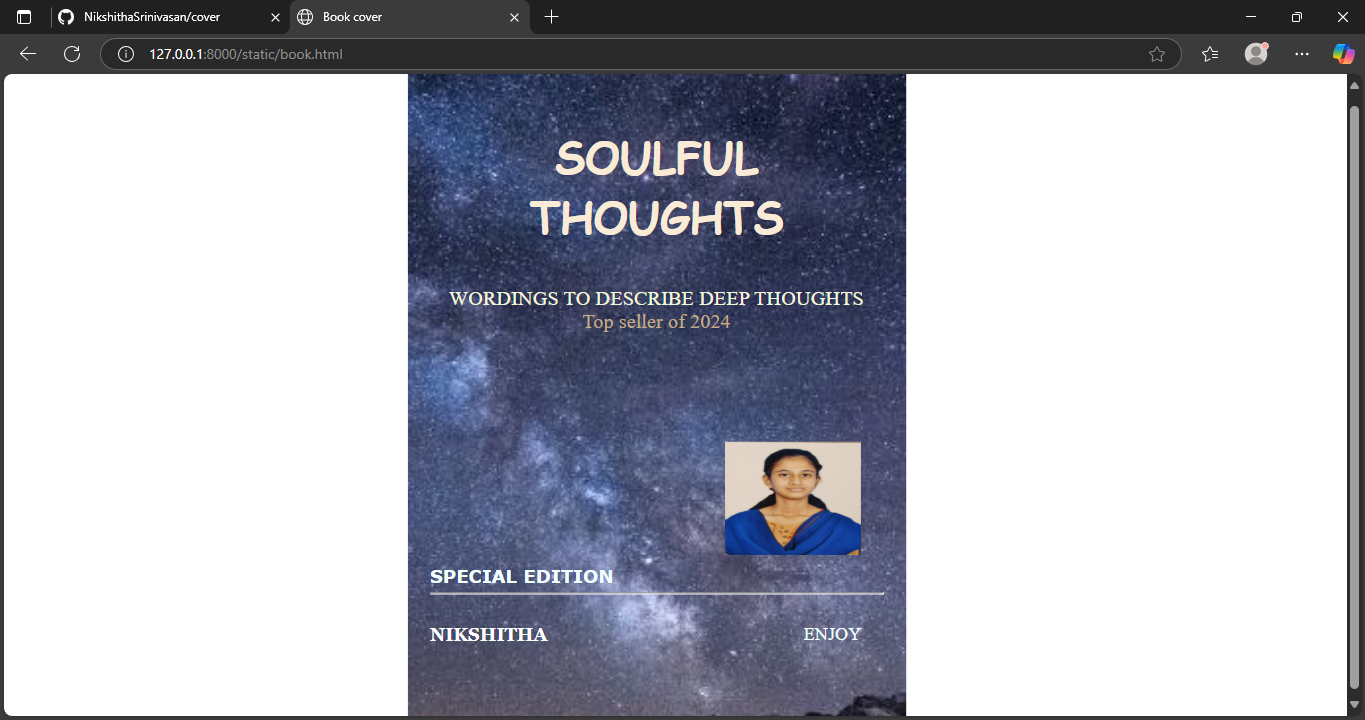 NikshithaSrinivasan/cover
Book cover
127.0.0.1:8000/static/book.html
SOULFUL
THOUGHTS
WORDINGS TO DESCRIBE DEEP THOUGHTS
Top seller of 2024
SPECIAL EDITION
NIKSHITHA
ENJOY